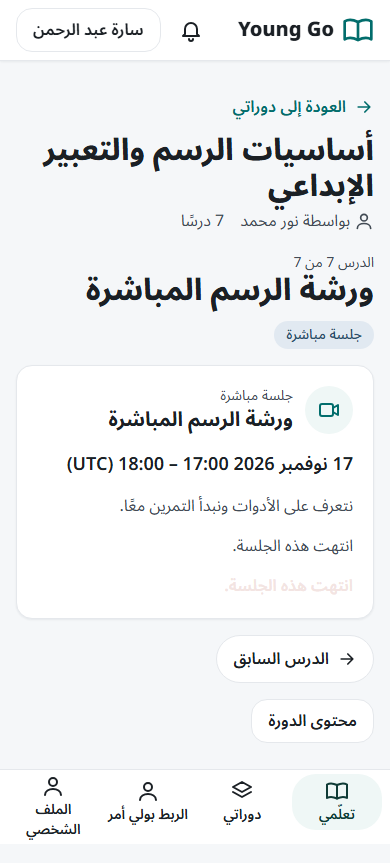 Young Go
سارة عبد الرحمن
العودة إلى دوراتي
أساسيات الرسم والتعبير
الإبداعي
بواسطة نور محمد 7 درسًا
الدرس 7 من 7
ورشة الرسم المباشرة
جلسة مباشرة
جلسة مباشرة
ورشة الرسم المباشرة
17 نوفمبر 2026 17:00 – 18:00 (UTC)
نتعرف على الأدوات ونبدأ التمرين معًا.
انتهت هذه الجلسة.
انتهت هذه الجلسة.
الدرس السابق
محتوى الدورة
تعلّمي
دوراتي
الربط بولي أمر
الملف
الشخصي